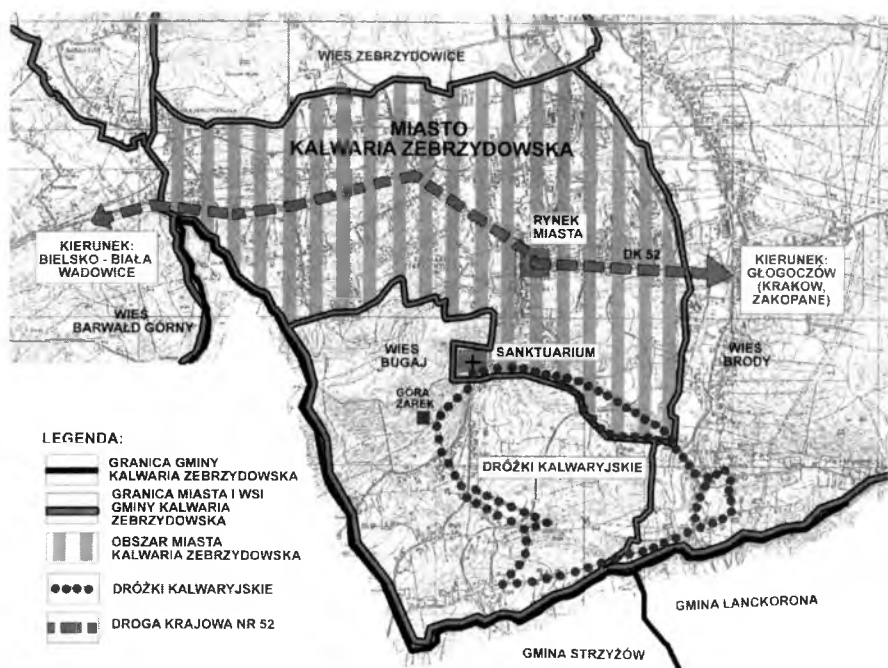 WIEŚ ZEBRZYDOWICE
MIASTO
KALWARIA ZEBRZYDOWSKA
RYNEK
MIASTA
DK 52
KIERUNEK:
BIELSKO - BIAŁA
WADOWICE
KIERUNEK:
GŁOGOCZÓW
(KRAKOW,
ZAKOPANE)
WIEŚ
BARWAŁD GÓRNY
WIEŚ
BUGAJ
SANKTUARIUM
WIEŚ
BRODY
GÓRA
ŻAREK
DRÓŻKI KALWARYJSKIE
LEGENDA:
GRANICA GMINY
KALWARIA ZEBRZYDOWSKA
GRANICA MIASTA I WSI
GMINY KALWARIA
ZEBRZYDOWSKA
OBSZAR MIASTA
KALWARIA ZEBRZYDOWSKA
DRÓŻKI KALWARYJSKIE
DROGA KRAJOWA NR 52
GMINA LANCKORONA
GMINA STRZYŻÓW